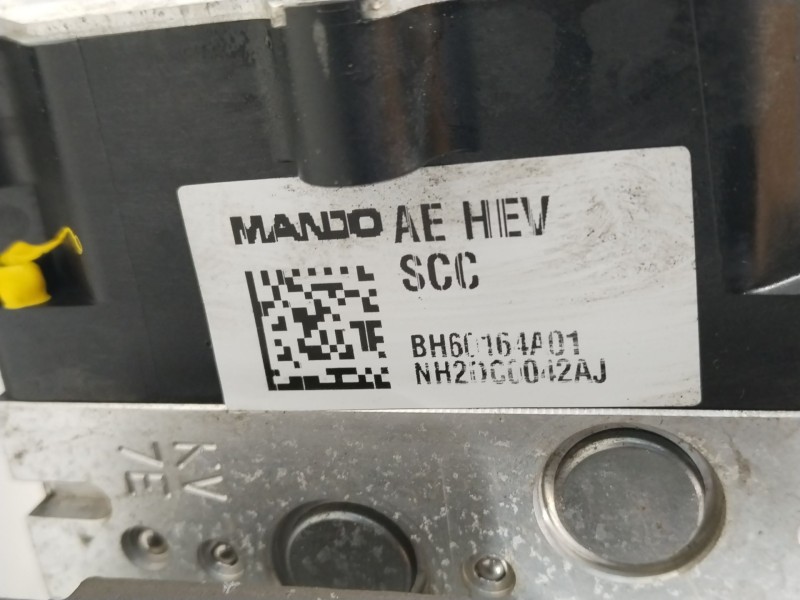 MANDO AE HEV
SCC
BH60164A01
NH2DC0042AJ